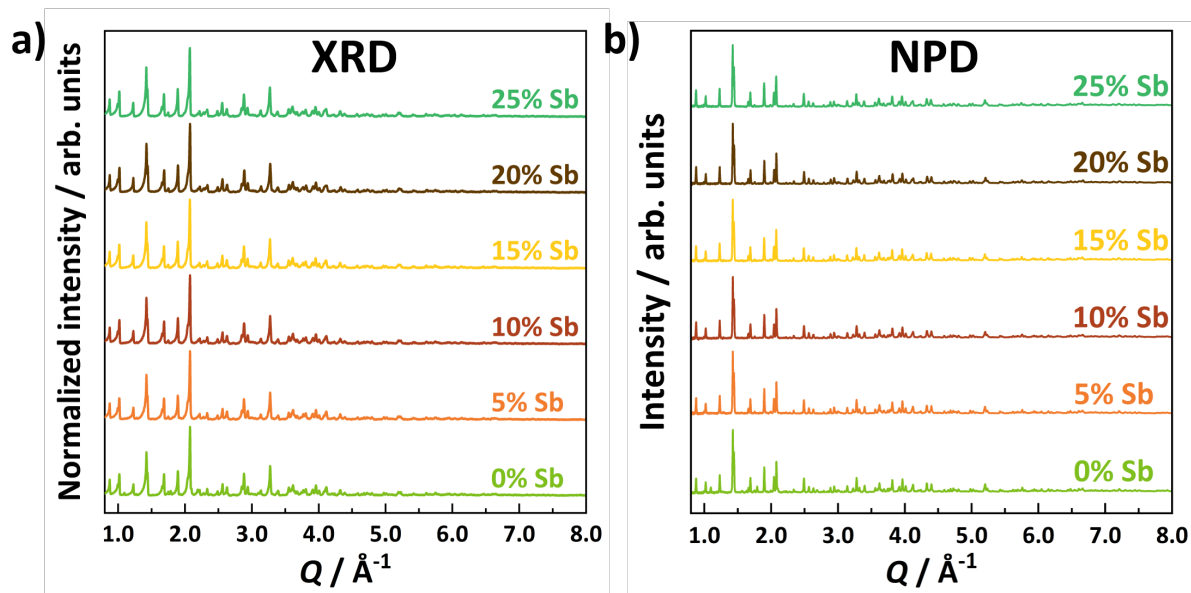 a)
XRD
Normalized intensity / arb. units
25% Sb
20% Sb
15% Sb
10% Sb
5% Sb
0% Sb
1.0 2.0 3.0 4.0 5.0 6.0 7.0 8.0
Q / Å-1
b)
NPD
Intensity / arb. units
25% Sb
20% Sb
15% Sb
10% Sb
5% Sb
0% Sb
1.0 2.0 3.0 4.0 5.0 6.0 7.0 8.0
Q / Å-1